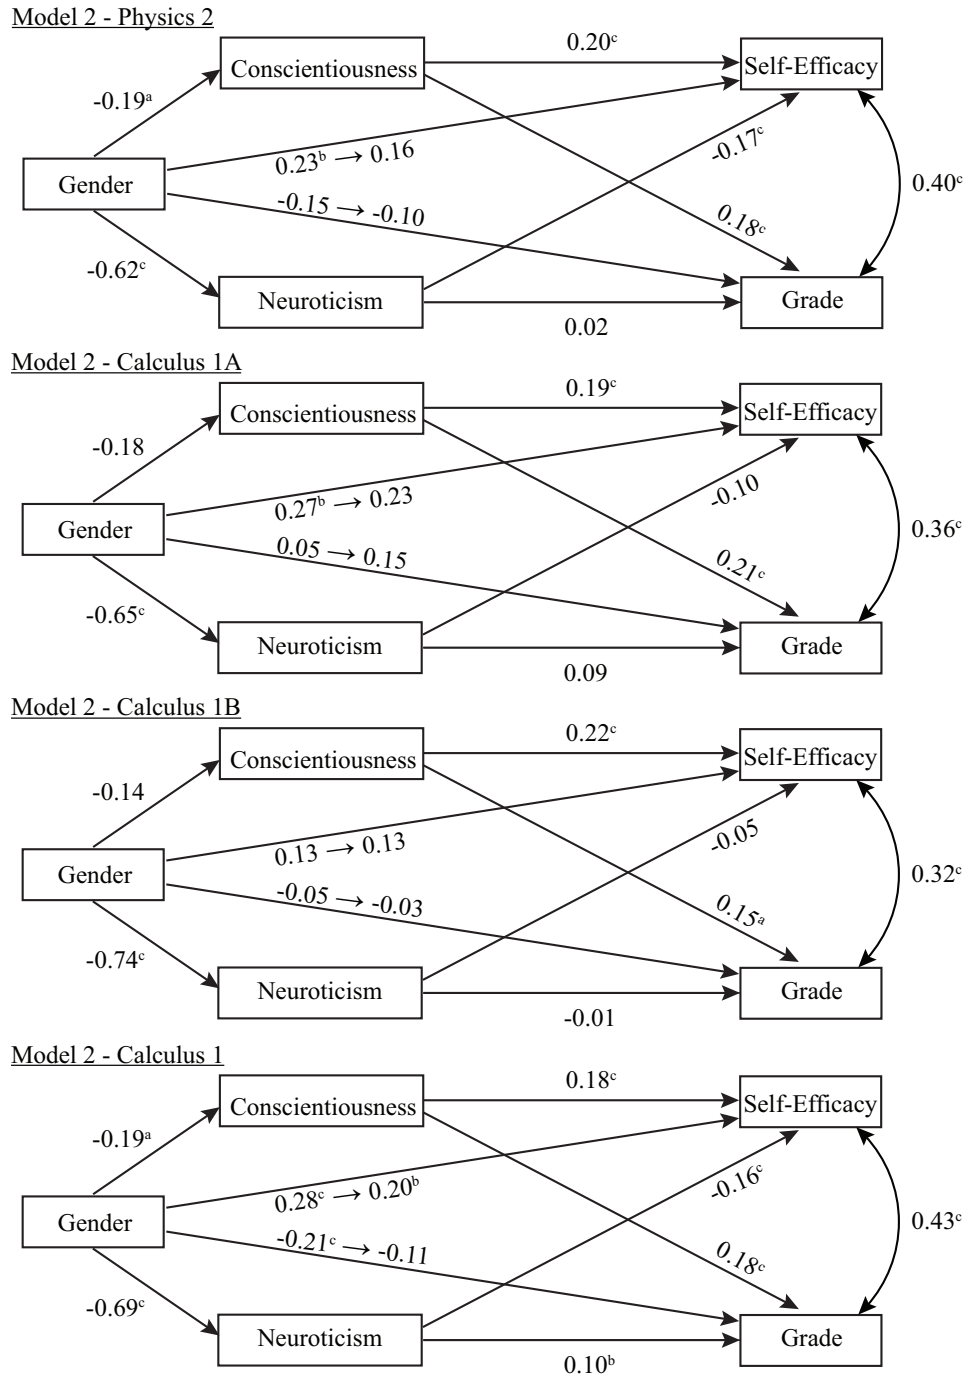 Model 2 - Physics 2
0.20ᶜ
Conscientiousness
Self-Efficacy
-0.19ᵃ
0.23ᵇ → 0.16
-0.17ᶜ
Gender
0.40ᶜ
-0.15 → -0.10
0.18ᶜ
-0.62ᶜ
Neuroticism
Grade
0.02
Model 2 - Calculus 1A
0.19ᶜ
Conscientiousness
Self-Efficacy
-0.18
0.27ᵇ → 0.23
-0.10
Gender
0.36ᶜ
0.05 → 0.15
0.21ᶜ
-0.65ᶜ
Neuroticism
Grade
0.09
Model 2 - Calculus 1B
0.22ᶜ
Conscientiousness
Self-Efficacy
-0.14
0.13 → 0.13
-0.05
Gender
0.32ᶜ
-0.05 → -0.03
0.15ᵃ
-0.74ᶜ
Neuroticism
Grade
-0.01
Model 2 - Calculus 1
0.18ᶜ
Conscientiousness
Self-Efficacy
-0.19ᵃ
0.28ᶜ → 0.20ᵇ
-0.16ᶜ
Gender
0.43ᶜ
-0.21ᶜ → -0.11
0.18ᶜ
-0.69ᶜ
Neuroticism
Grade
0.10ᵇ